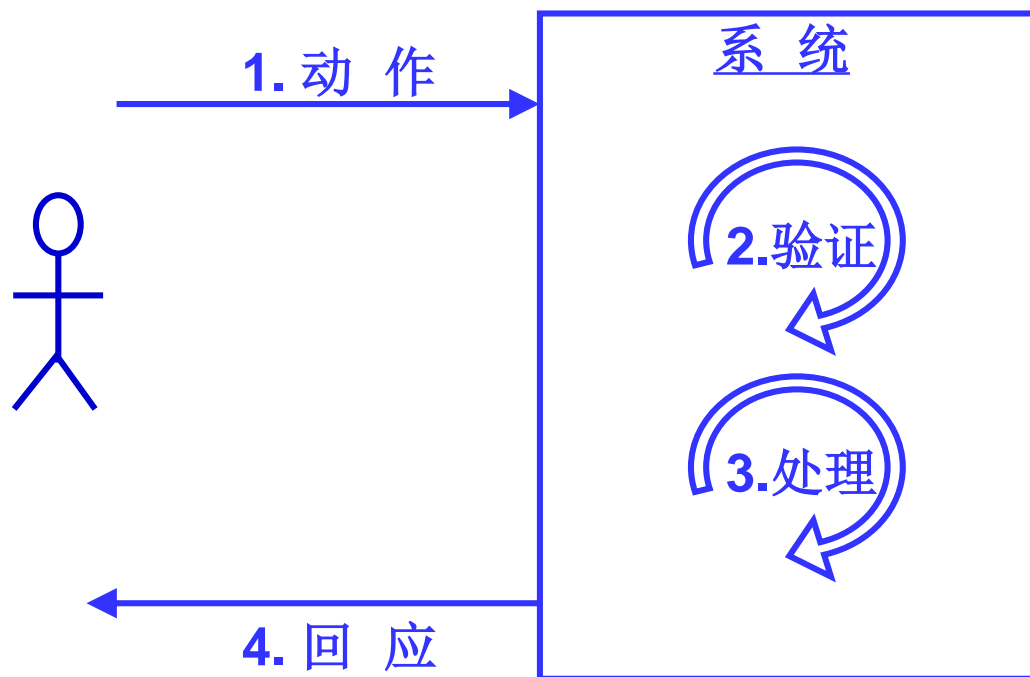 系 统
1. 动 作
2.验证
3.处理
4. 回 应